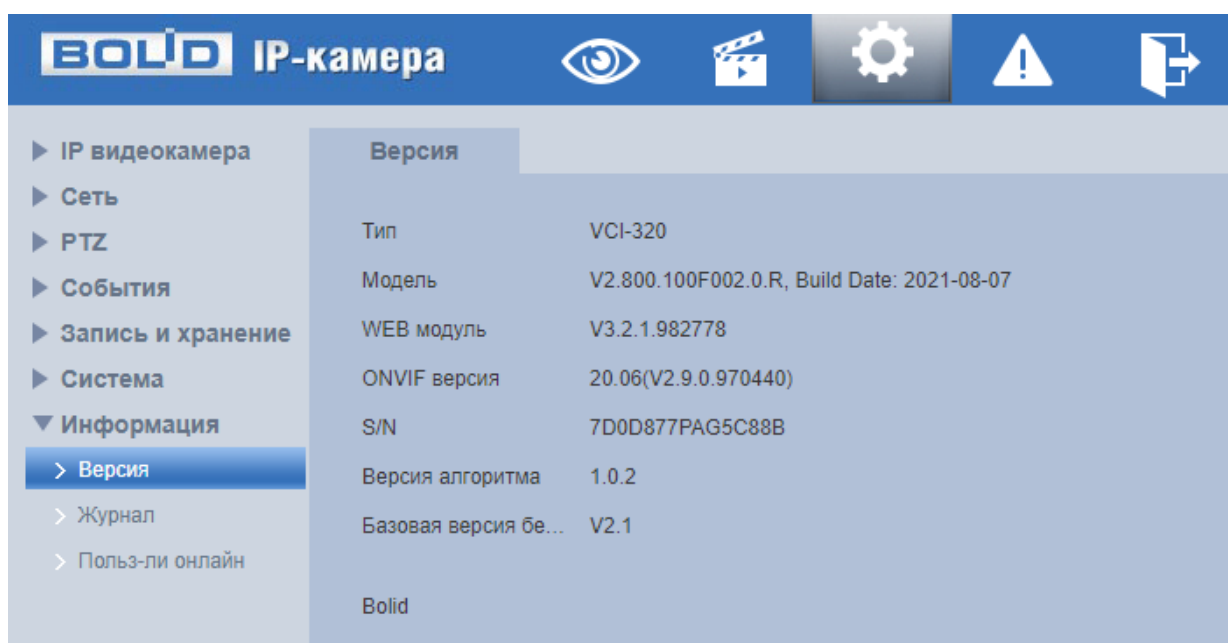 BOLID IP-камера
IP видеокамера
Сеть
PTZ
События
Запись и хранение
Система
Информация
Версия
Журнал
Польз-ли онлайн
Версия
Тип VCI-320
Модель V2.800.100F002.0.R, Build Date: 2021-08-07
WEB модуль V3.2.1.982778
ONVIF версия 20.06(V2.9.0.970440)
S/N 7D0D877PAG5C88B
Версия алгоритма 1.0.2
Базовая версия бе... V2.1
Bolid